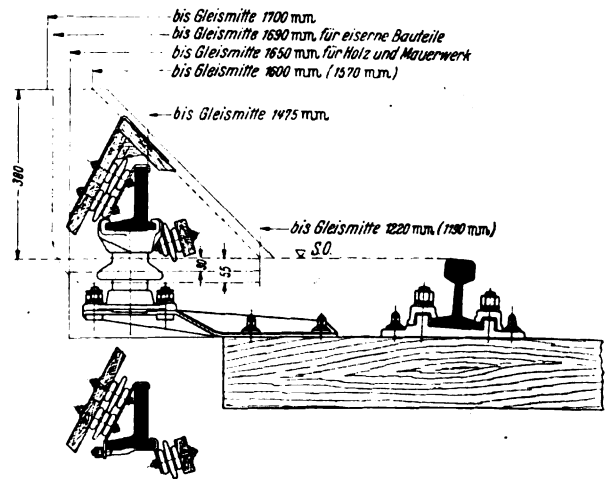 bis Gleismitte 1700 mm
bis Gleismitte 1690 mm für eiserne Bauteile
bis Gleismitte 1650 mm für Holz und Mauerwerk
bis Gleismitte 1600 mm (1570 mm)
bis Gleismitte 1475 mm
380
bis Gleismitte 1220 mm (1190 mm)
S.O.
30
55